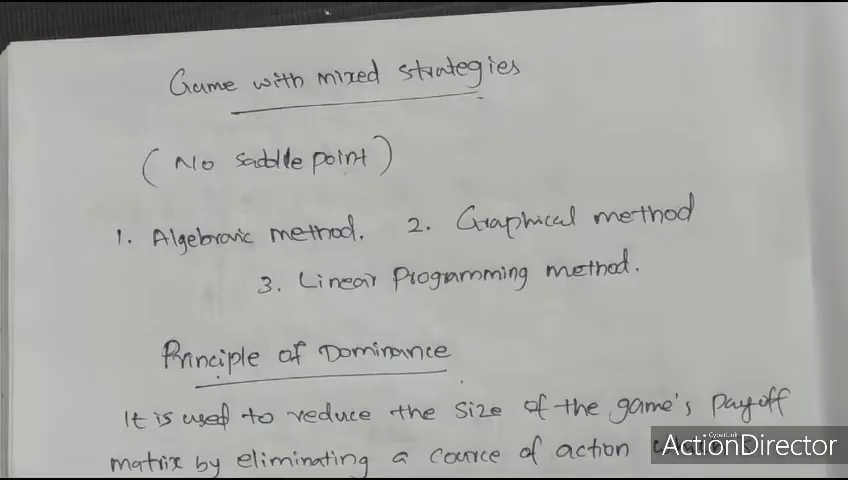 Game with mixed strategies
(No saddle point)
1. Algebraic method. 2. Graphical method
3. Linear Programming method.
Principle of Dominance
It is used to reduce the size of the game's payoff
matrix by eliminating a cource of action
CyberLink
ActionDirector